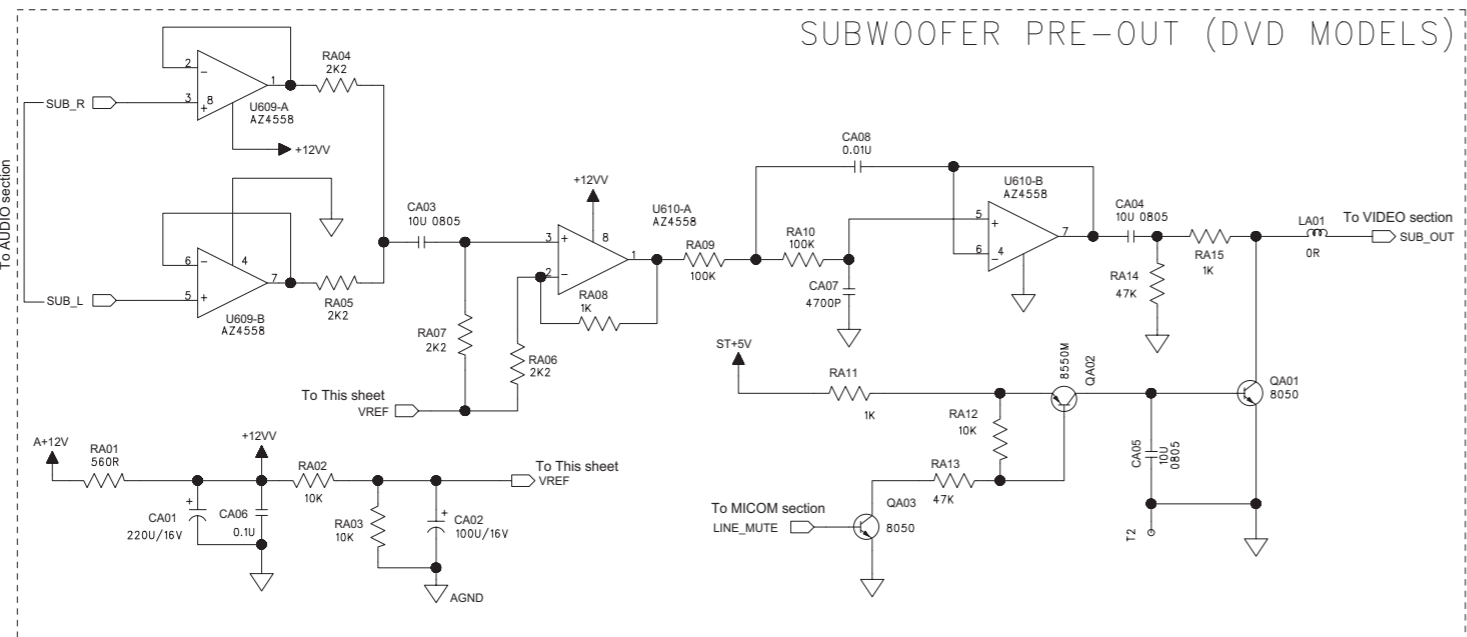 SUBWOOFER PRE-OUT (DVD MODELS)
To AUDIO section
SUB_R
2
3
8
1
-
+
U609-A
AZ4558
+12VV
RA04
2K2
SUB_L
6
5
4
7
-
+
U609-B
AZ4558
RA05
2K2
CA03
10U 0805
RA07
2K2
RA06
2K2
To This sheet
VREF
+12VV
3
2
8
1
+
-
U610-A
AZ4558
RA08
1K
RA09
100K
RA10
100K
CA07
4700P
CA08
0.01U
U610-B
AZ4558
5
6
4
7
+
-
CA04
10U 0805
RA14
47K
RA15
1K
LA01
0R
To VIDEO section
SUB_OUT
ST+5V
RA11
1K
RA12
10K
8550M
QA02
QA01
8050
CA05
10U
0805
T2
RA13
47K
QA03
8050
To MICOM section
LINE_MUTE
A+12V
RA01
560R
+12VV
+
CA01
220U/16V
CA06
0.1U
RA02
10K
RA03
10K
+
CA02
100U/16V
AGND
To This sheet
VREF